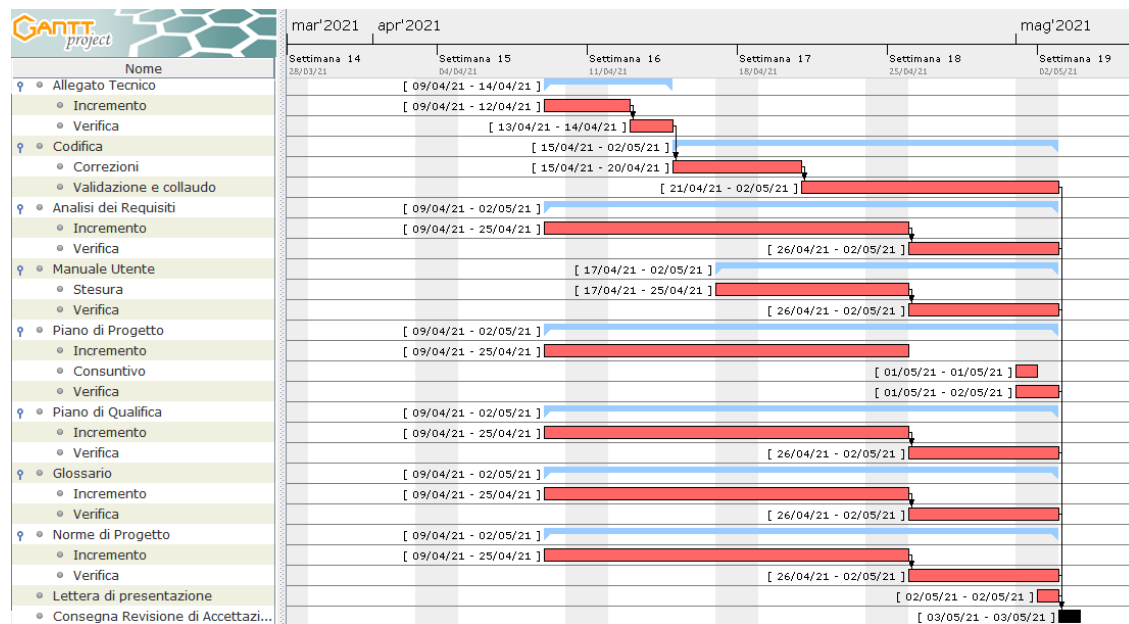 GANTT
project
mar'2021 apr'2021 mag'2021
Settimana 14 Settimana 15 Settimana 16 Settimana 17 Settimana 18 Settimana 19
28/03/21 04/04/21 11/04/21 18/04/21 25/04/21 02/05/21
Nome
Allegato Tecnico [ 09/04/21 - 14/04/21 ]
Incremento [ 09/04/21 - 12/04/21 ]
Verifica [ 13/04/21 - 14/04/21 ]
Codifica [ 15/04/21 - 02/05/21 ]
Correzioni [ 15/04/21 - 20/04/21 ]
Validazione e collaudo [ 21/04/21 - 02/05/21 ]
Analisi dei Requisiti [ 09/04/21 - 02/05/21 ]
Incremento [ 09/04/21 - 25/04/21 ]
Verifica [ 26/04/21 - 02/05/21 ]
Manuale Utente [ 17/04/21 - 02/05/21 ]
Stesura [ 17/04/21 - 25/04/21 ]
Verifica [ 26/04/21 - 02/05/21 ]
Piano di Progetto [ 09/04/21 - 02/05/21 ]
Incremento [ 09/04/21 - 25/04/21 ]
Consuntivo [ 01/05/21 - 01/05/21 ]
Verifica [ 01/05/21 - 02/05/21 ]
Piano di Qualifica [ 09/04/21 - 02/05/21 ]
Incremento [ 09/04/21 - 25/04/21 ]
Verifica [ 26/04/21 - 02/05/21 ]
Glossario [ 09/04/21 - 02/05/21 ]
Incremento [ 09/04/21 - 25/04/21 ]
Verifica [ 26/04/21 - 02/05/21 ]
Norme di Progetto [ 09/04/21 - 02/05/21 ]
Incremento [ 09/04/21 - 25/04/21 ]
Verifica [ 26/04/21 - 02/05/21 ]
Lettera di presentazione [ 02/05/21 - 02/05/21 ]
Consegna Revisione di Accettazi... [ 03/05/21 - 03/05/21 ]